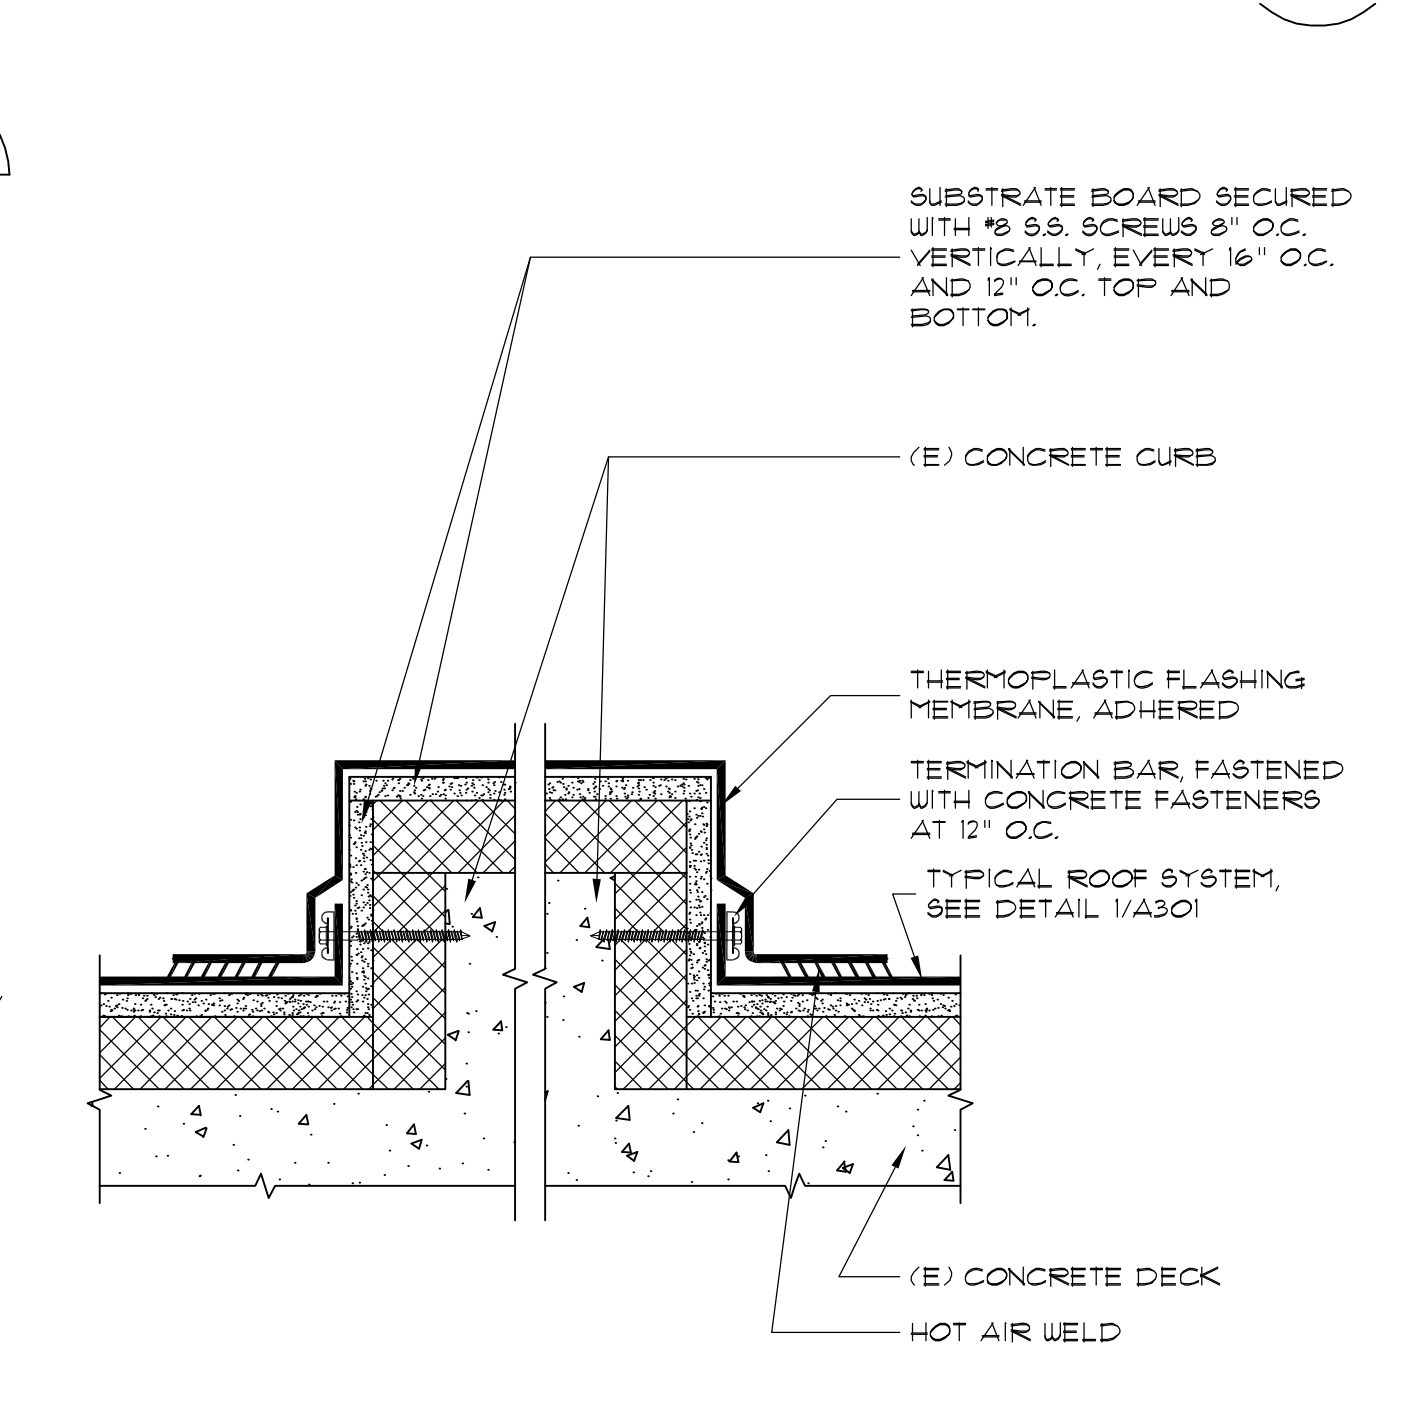 SUBSTRATE BOARD SECURED
WITH #8 S.S. SCREWS 8" O.C.
VERTICALLY, EVERY 16" O.C.
AND 12" O.C. TOP AND
BOTTOM.
(E) CONCRETE CURB
THERMOPLASTIC FLASHING
MEMBRANE, ADHERED
TERMINATION BAR, FASTENED
WITH CONCRETE FASTENERS
AT 12" O.C.
TYPICAL ROOF SYSTEM,
SEE DETAIL 1/A301
(E) CONCRETE DECK
HOT AIR WELD